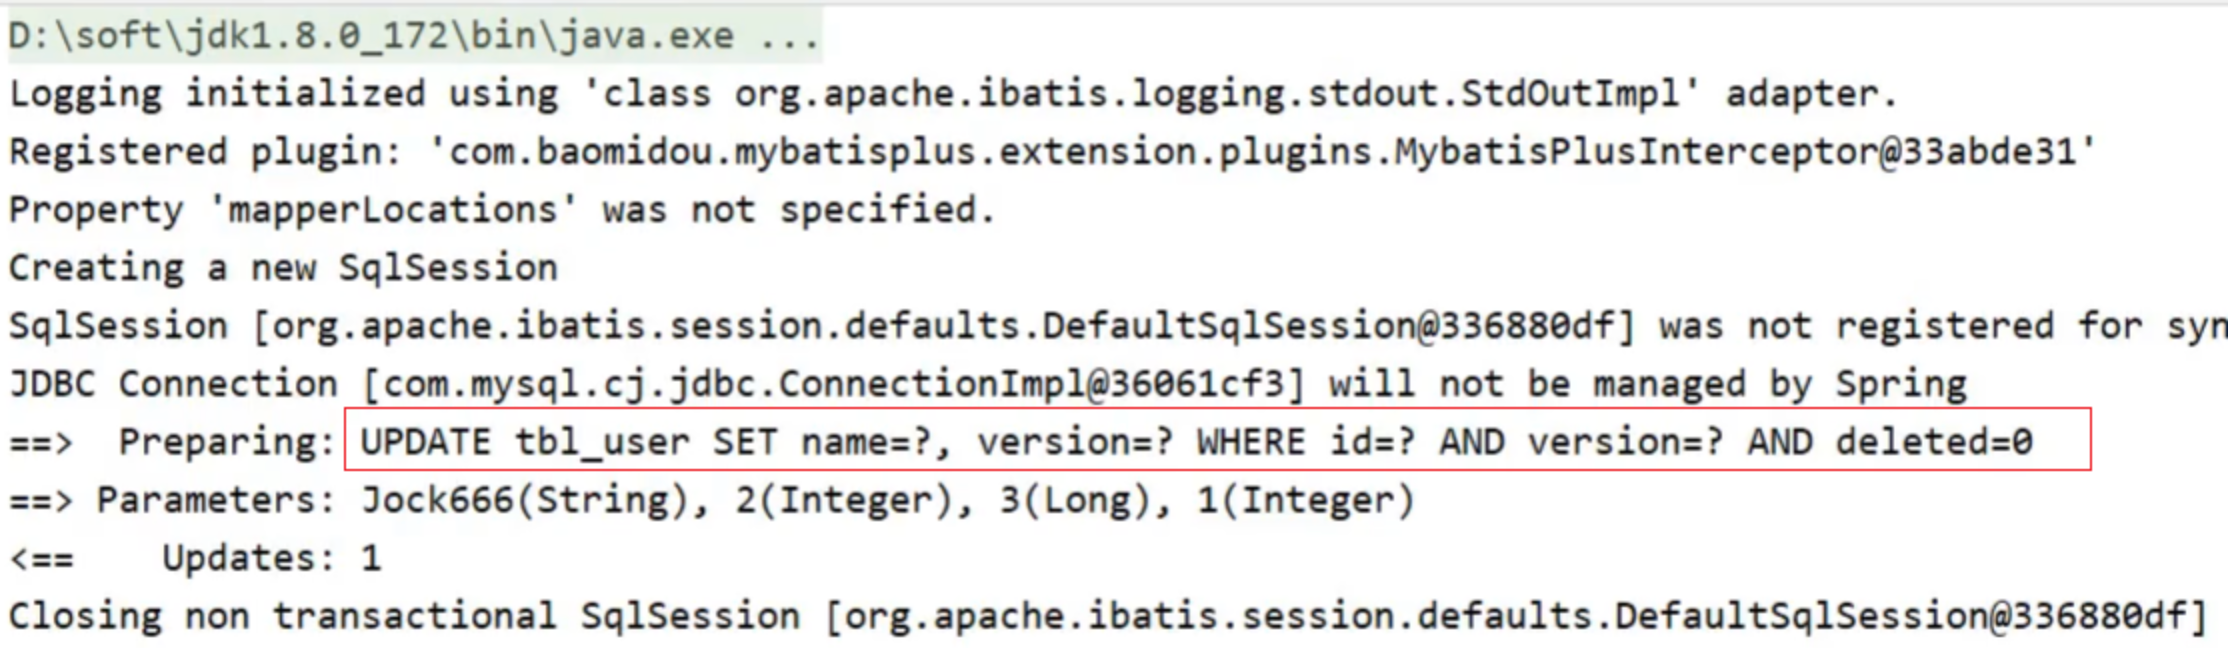 D:\soft\jdk1.8.0_172\bin\java.exe ...
Logging initialized using 'class org.apache.ibatis.logging.stdout.StdOutImpl' adapter.
Registered plugin: 'com.baomidou.mybatisplus.extension.plugins.MybatisPlusInterceptor@33abde31'
Property 'mapperLocations' was not specified.
Creating a new SqlSession
SqlSession [org.apache.ibatis.session.defaults.DefaultSqlSession@336880df] was not registered for syn
JDBC Connection [com.mysql.cj.jdbc.ConnectionImpl@36061cf3] will not be managed by Spring
==>  Preparing: UPDATE tbl_user SET name=?, version=? WHERE id=? AND version=? AND deleted=0
==> Parameters: Jock666(String), 2(Integer), 3(Long), 1(Integer)
<==    Updates: 1
Closing non transactional SqlSession [org.apache.ibatis.session.defaults.DefaultSqlSession@336880df]